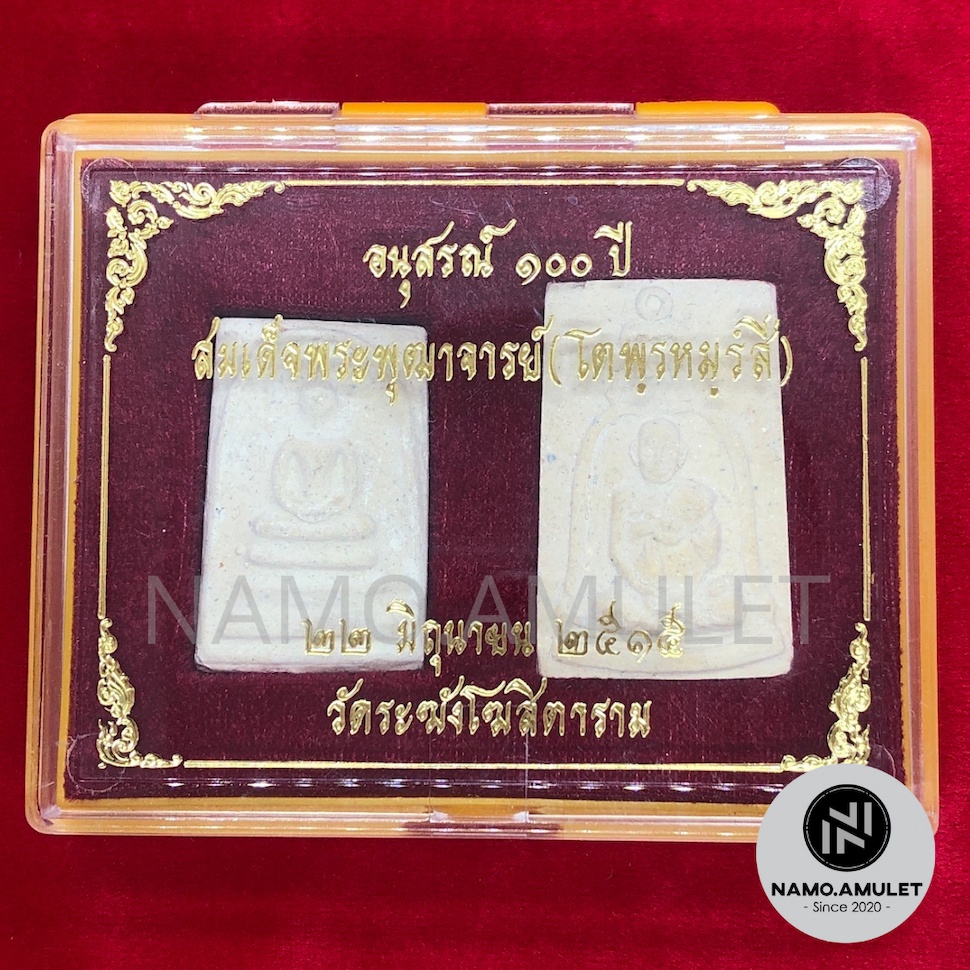 อนุสรณ์ ๑๐๐ ปี
สมเด็จพระพุฒาจารย์(โตพฺรหฺมรํสี)
NAMO.AMULET
๒๒ มิถุนายน ๒๕๑๕
วัดระฆังโฆสิตาราม
NAMO.AMULET
- Since 2020 -